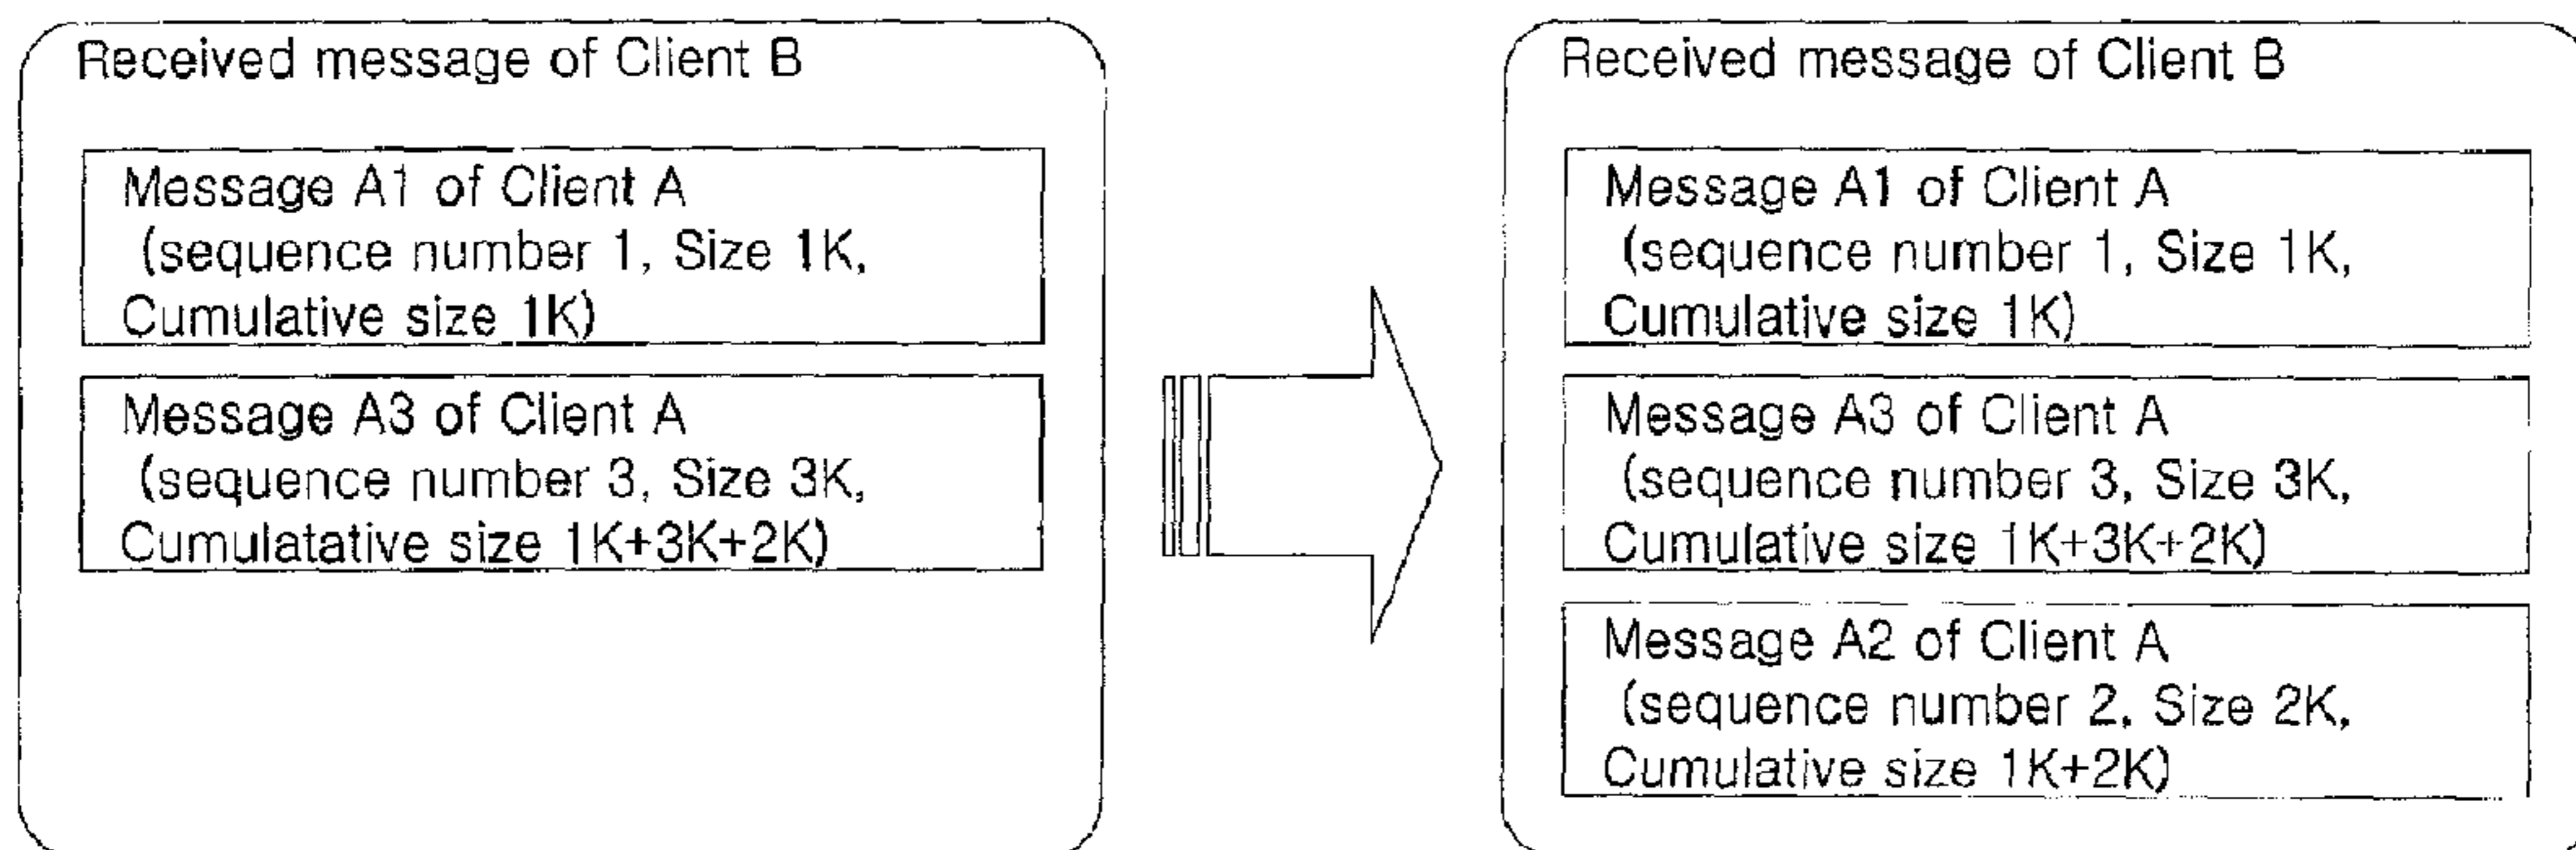 Received message of Client B
Message A1 of Client A
(sequence number 1, Size 1K,
Cumulative size 1K)
Message A3 of Client A
(sequence number 3, Size 3K,
Cumulatative size 1K+3K+2K)
Received message of Client B
Message A1 of Client A
(sequence number 1, Size 1K,
Cumulative size 1K)
Message A3 of Client A
(sequence number 3, Size 3K,
Cumulative size 1K+3K+2K)
Message A2 of Client A
(sequence number 2, Size 2K,
Cumulative size 1K+2K)